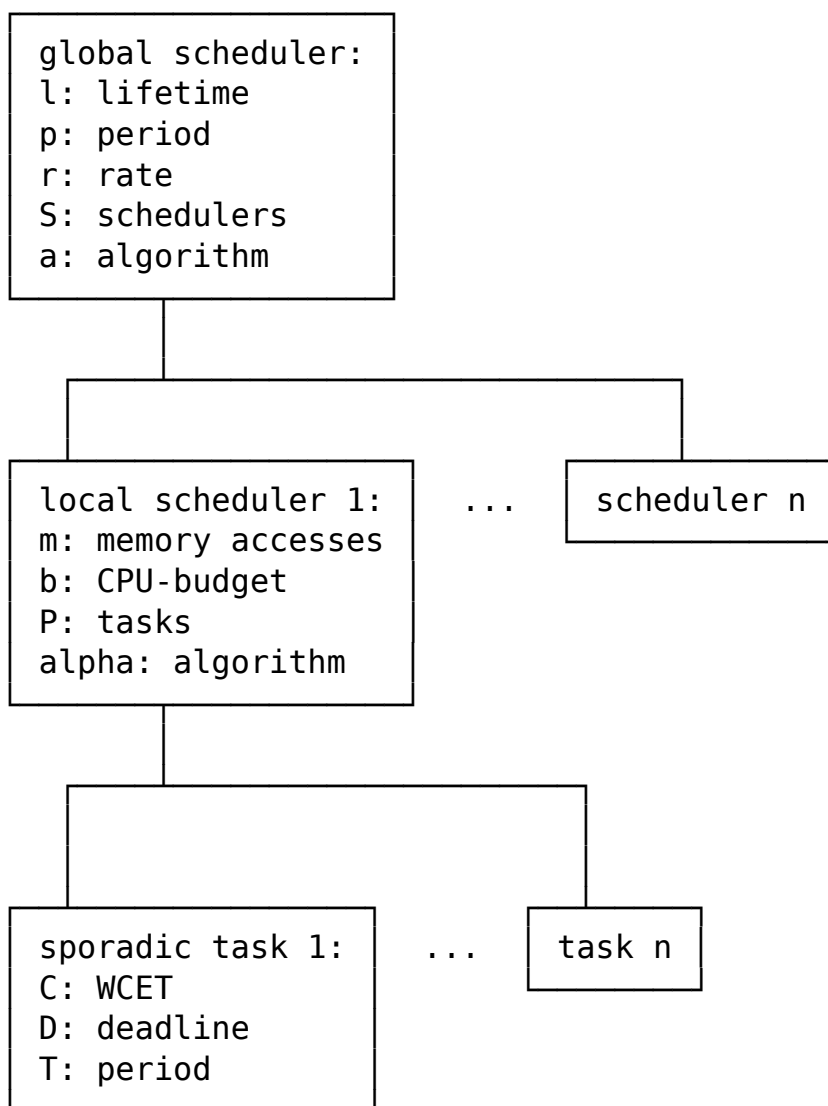 global scheduler:
l: lifetime
p: period
r: rate
S: schedulers
a: algorithm
local scheduler 1: ... scheduler n
m: memory accesses
b: CPU-budget
P: tasks
alpha: algorithm
sporadic task 1: ... task n
C: WCET
D: deadline
T: period